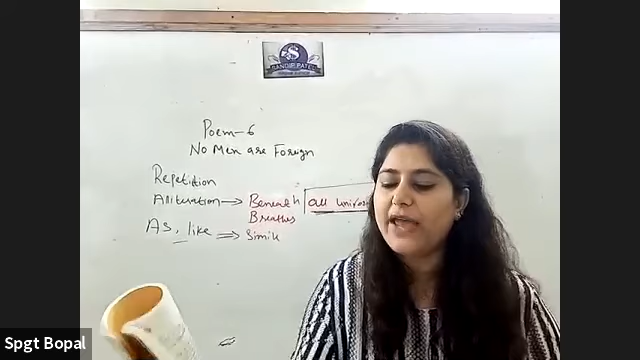 SANDIP PATEL
Poem-6
No Men are Foreign
Repetition
Alliteration → Beneath all
Breathes
As, like ⇒ Simile
Spgt Bopal